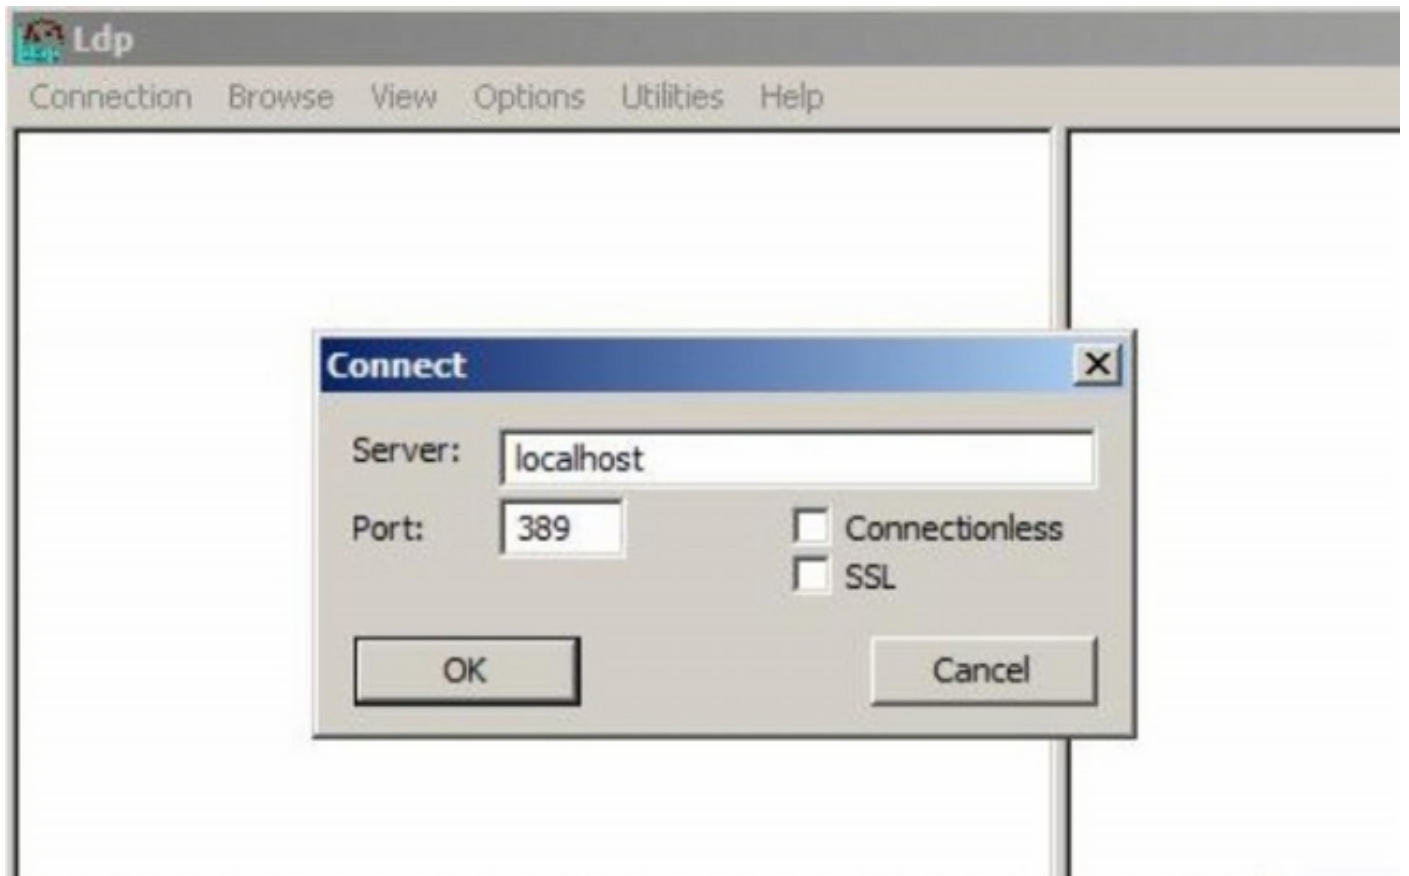 Ldp
Connection Browse View Options Utilities Help
Connect
Server: localhost
Port: 389 Connectionless
SSL
OK Cancel